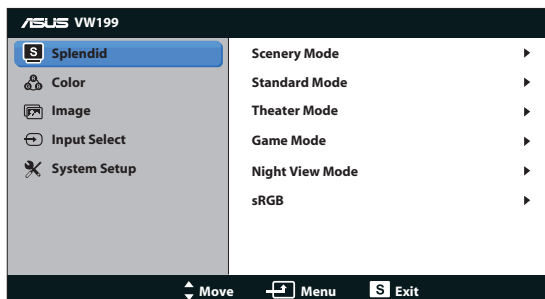 ASUS VW199
S Splendid
Color
Image
Input Select
System Setup
Scenery Mode
Standard Mode
Theater Mode
Game Mode
Night View Mode
sRGB
Move Menu S Exit